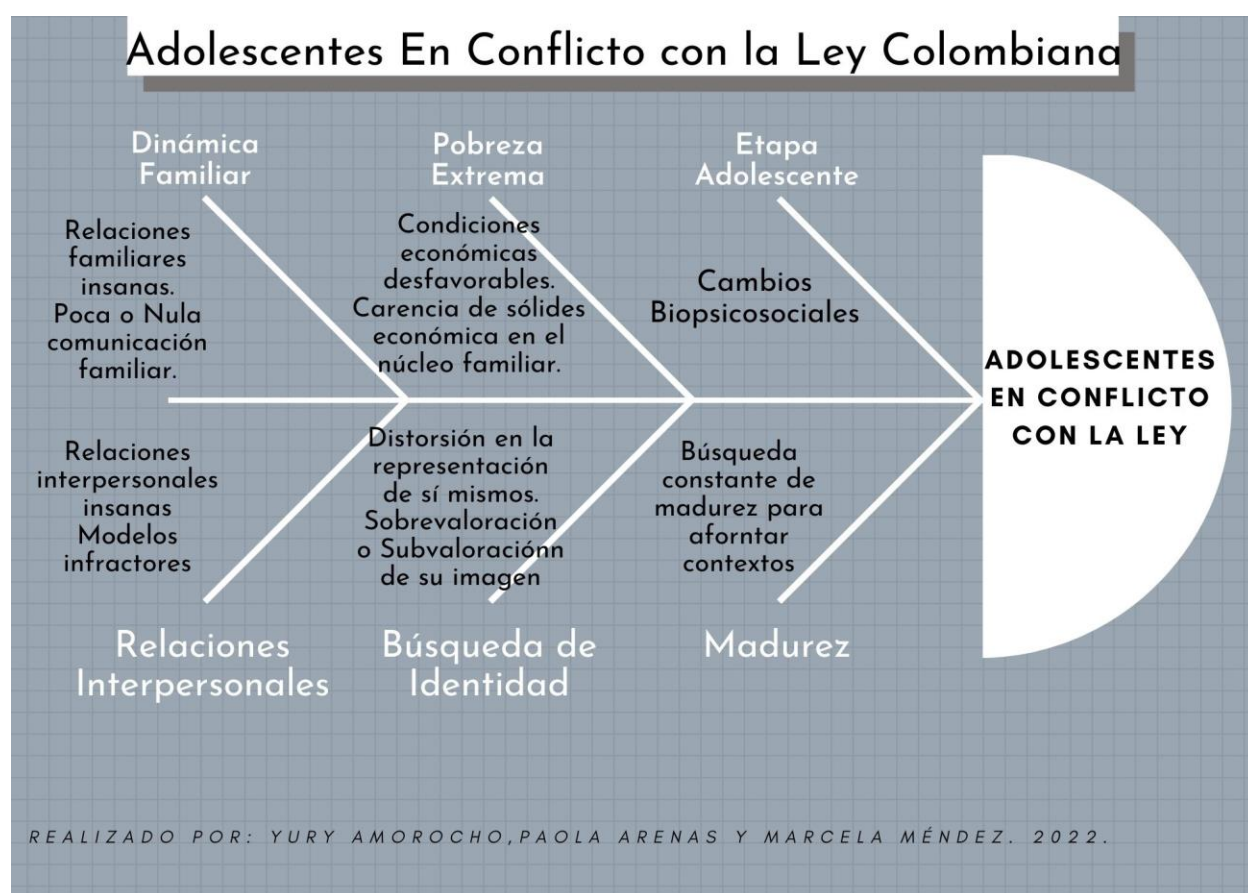 Adolescentes En Conflicto con la Ley Colombiana
Dinámica
Familiar
Pobreza
Extrema
Etapa
Adolescente
Relaciones
familiares
insanas.
Poca o Nula
comunicación
familiar.
Condiciones
económicas
desfavorables.
Carencia de sólides
económica en el
núcleo familiar.
Cambios
Biopsicosociales
ADOLESCENTES
EN CONFLICTO
CON LA LEY
Relaciones
interpersonales
insanas
Modelos
infractores
Distorsión en la
representación
de sí mismos.
Sobrevaloración
o Subvaloraciónn
de su imagen
Búsqueda
constante de
madurez para
aforntar
contextos
Relaciones
Interpersonales
Búsqueda de
Identidad
Madurez
REALIZADO POR: YURY AMOROCHO,PAOLA ARENAS Y MARCELA MÉNDEZ. 2022.